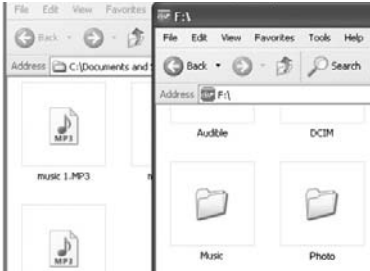 File Edit View Favorites
Back
Address C:\Documents and
MP3
music 1.MP3
MP3
F:\
File Edit View Favorites Tools Help
Back Search
Address F:\
Audible DCIM
Music Photo